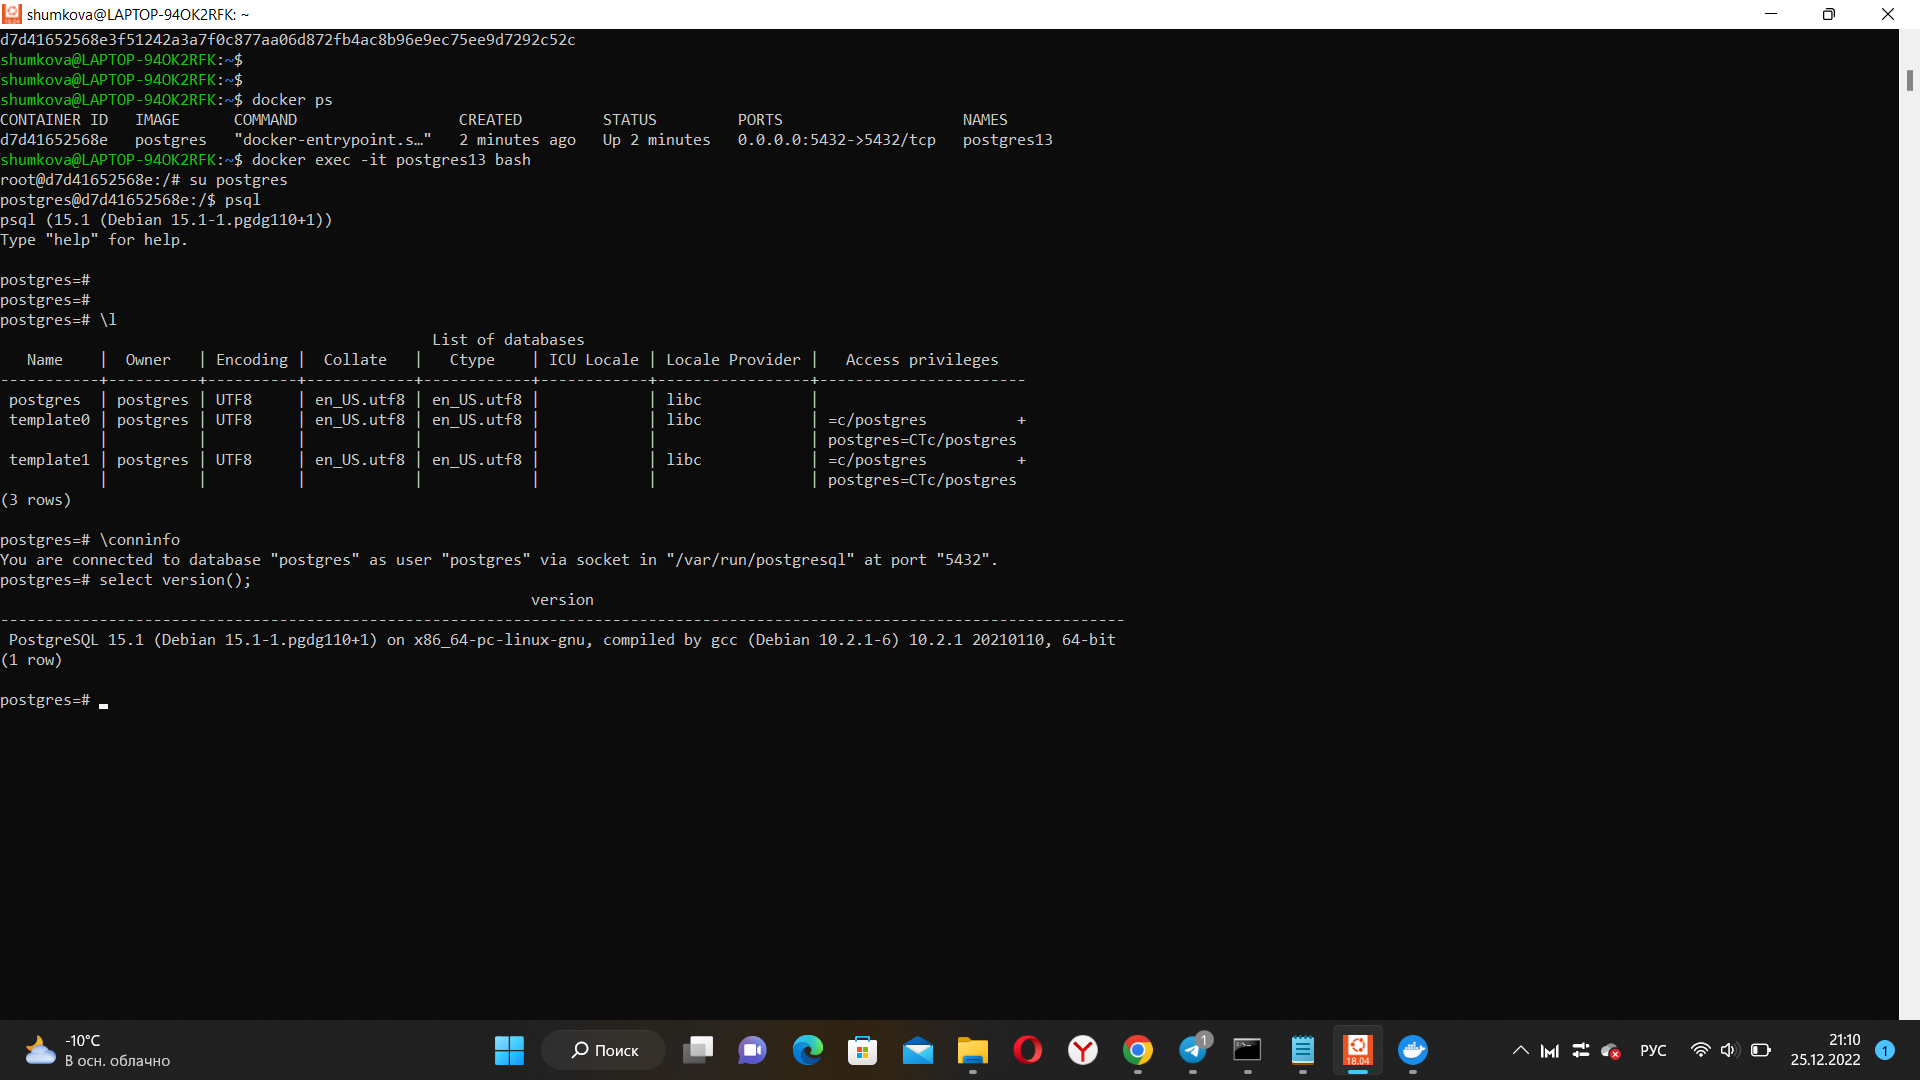 shumkova@LAPTOP-94OK2RFK: ~
d7d41652568e3f51242a3a7f0c877aa06d872fb4ac8b96e9ec75ee9d7292c52c
shumkova@LAPTOP-94OK2RFK:~$
shumkova@LAPTOP-94OK2RFK:~$
shumkova@LAPTOP-94OK2RFK:~$ docker ps
CONTAINER ID   IMAGE      COMMAND                  CREATED         STATUS         PORTS                    NAMES
d7d41652568e   postgres   "docker-entrypoint.s…"   2 minutes ago   Up 2 minutes   0.0.0.0:5432->5432/tcp   postgres13
shumkova@LAPTOP-94OK2RFK:~$ docker exec -it postgres13 bash
root@d7d41652568e:/# su postgres
postgres@d7d41652568e:/$ psql
psql (15.1 (Debian 15.1-1.pgdg110+1))
Type "help" for help.
postgres=#
postgres=#
postgres=# \l
                                                List of databases
   Name    |  Owner   | Encoding |  Collate   |   Ctype    | ICU Locale | Locale Provider |   Access privileges
-----------+----------+----------+------------+------------+------------+-----------------+-----------------------
 postgres  | postgres | UTF8     | en_US.utf8 | en_US.utf8 |            | libc            |
 template0 | postgres | UTF8     | en_US.utf8 | en_US.utf8 |            | libc            | =c/postgres          +
           |          |          |            |            |            |                 | postgres=CTc/postgres
 template1 | postgres | UTF8     | en_US.utf8 | en_US.utf8 |            | libc            | =c/postgres          +
           |          |          |            |            |            |                 | postgres=CTc/postgres
(3 rows)
postgres=# \conninfo
You are connected to database "postgres" as user "postgres" via socket in "/var/run/postgresql" at port "5432".
postgres=# select version();
                                                           version
-----------------------------------------------------------------------------------------------------------------------------
 PostgreSQL 15.1 (Debian 15.1-1.pgdg110+1) on x86_64-pc-linux-gnu, compiled by gcc (Debian 10.2.1-6) 10.2.1 20210110, 64-bit
(1 row)
postgres=#
-10°C
В осн. облачно
Поиск
1
18.04
РУС
21:10
25.12.2022
1